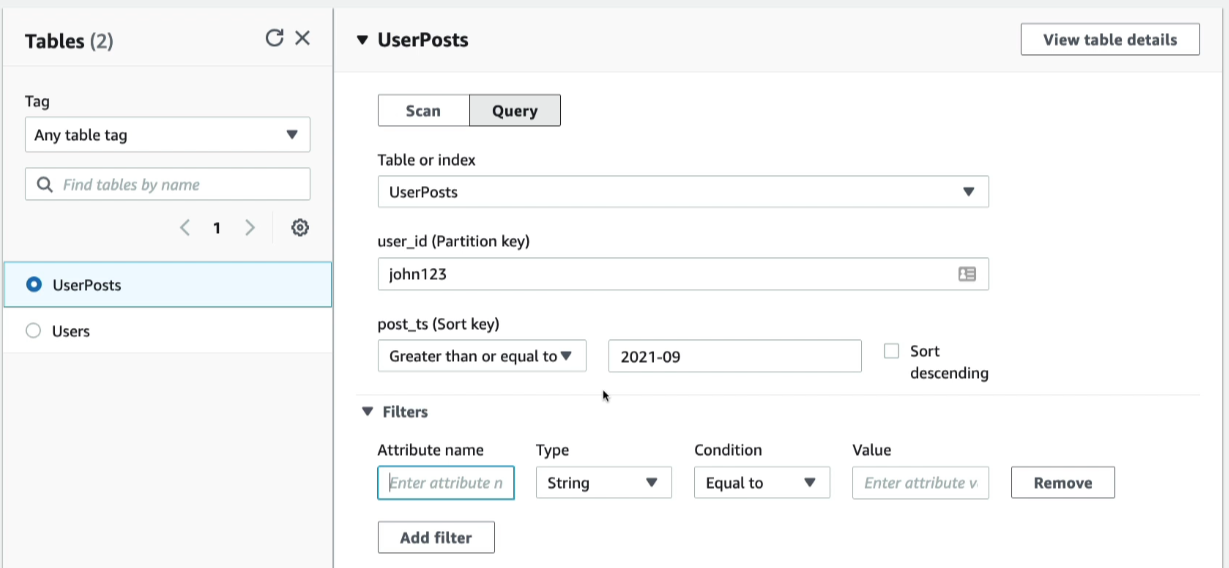 Tables (2)
Tag
Any table tag
Find tables by name
1
UserPosts
Users
UserPosts
View table details
Scan
Query
Table or index
UserPosts
user_id (Partition key)
john123
post_ts (Sort key)
Greater than or equal to
2021-09
Sort
descending
Filters
Attribute name
Type
Condition
Value
Enter attribute n
String
Equal to
Enter attribute v
Remove
Add filter